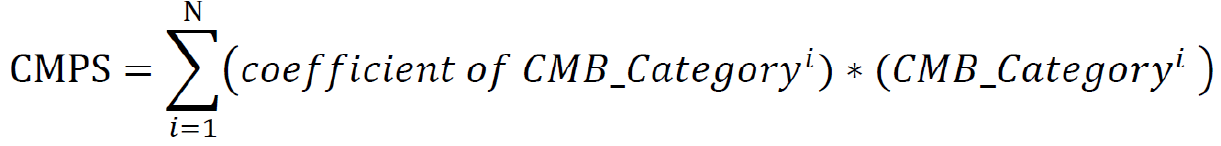 CMPS = ∑_{i=1}^{N} (coefficient of CMB_Category^i) * (CMB_Category^i )